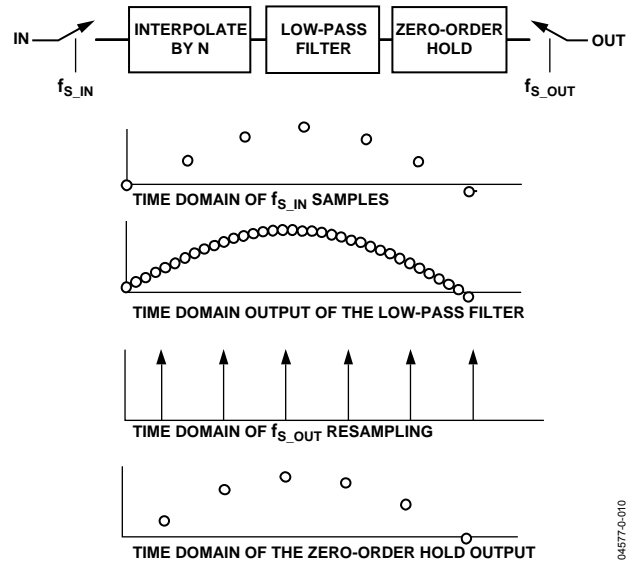 IN
INTERPOLATE
BY N
LOW-PASS
FILTER
ZERO-ORDER
HOLD
OUT
fS_IN
fS_OUT
TIME DOMAIN OF fS_IN SAMPLES
TIME DOMAIN OUTPUT OF THE LOW-PASS FILTER
TIME DOMAIN OF fS_OUT RESAMPLING
TIME DOMAIN OF THE ZERO-ORDER HOLD OUTPUT
04577-0-010